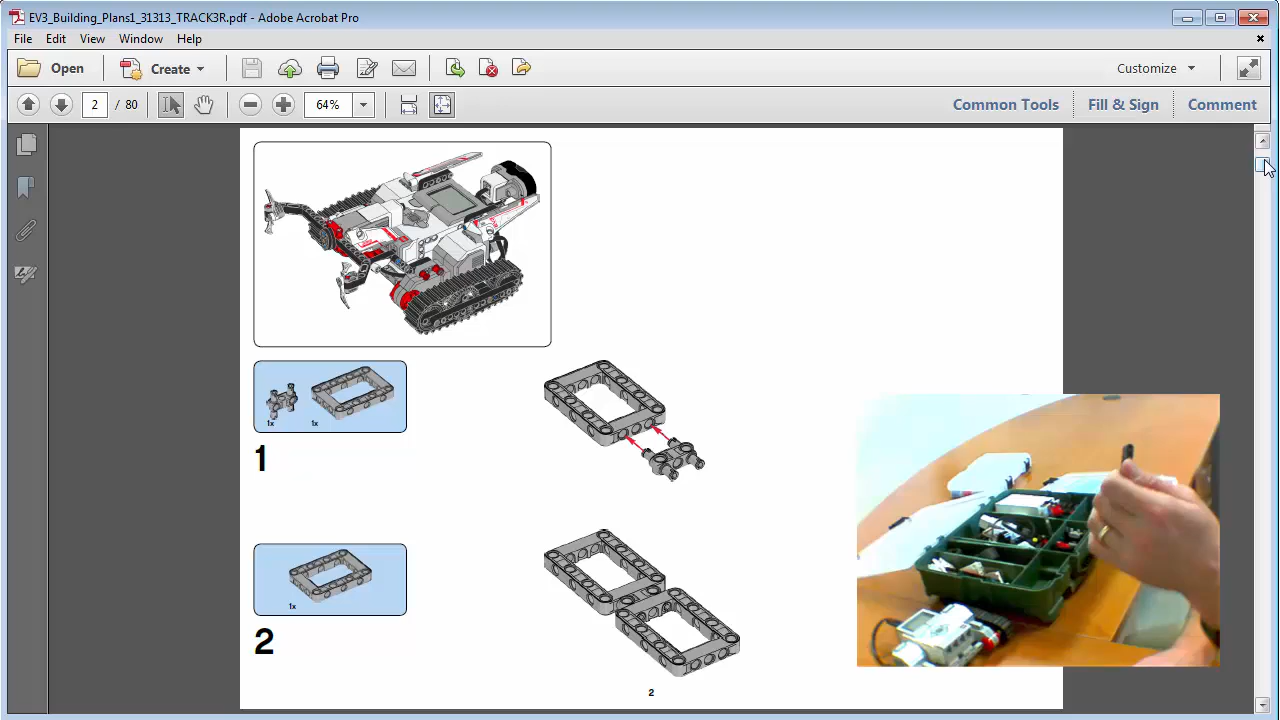 EV3_Building_Plans1_31313_TRACK3R.pdf - Adobe Acrobat Pro
File Edit View Window Help
Open Create Customize
2 / 80 64% Common Tools Fill & Sign Comment
1x 1x
1
1x
2
2